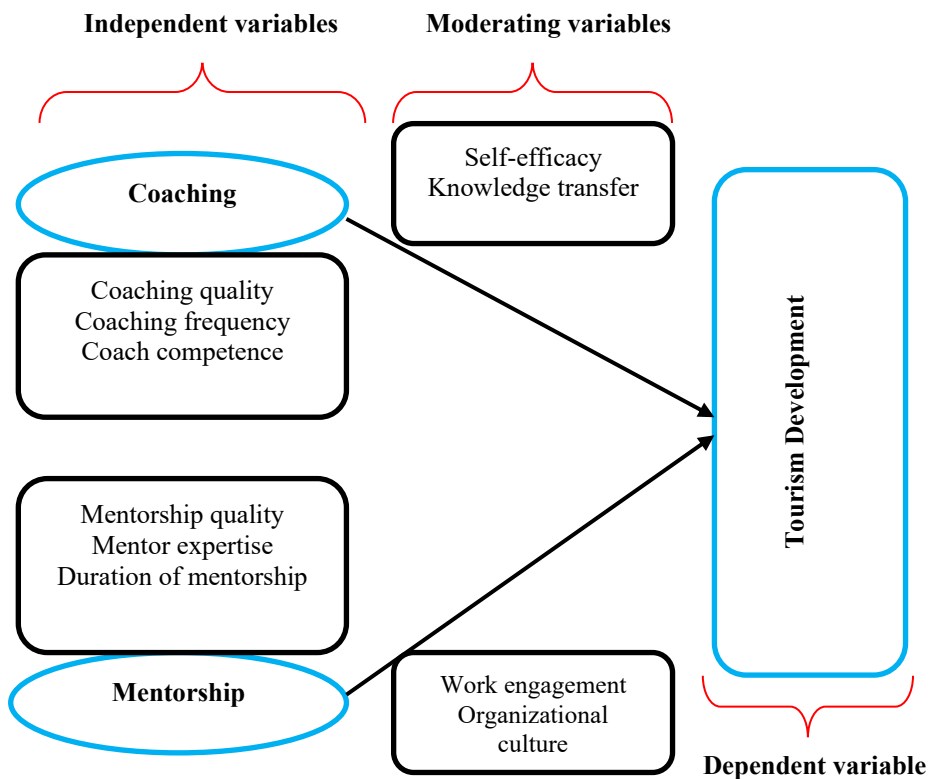 Independent variables
Moderating variables
Coaching
Coaching quality
Coaching frequency
Coach competence
Self-efficacy
Knowledge transfer
Mentorship quality
Mentor expertise
Duration of mentorship
Mentorship
Work engagement
Organizational
culture
Tourism Development
Dependent variable